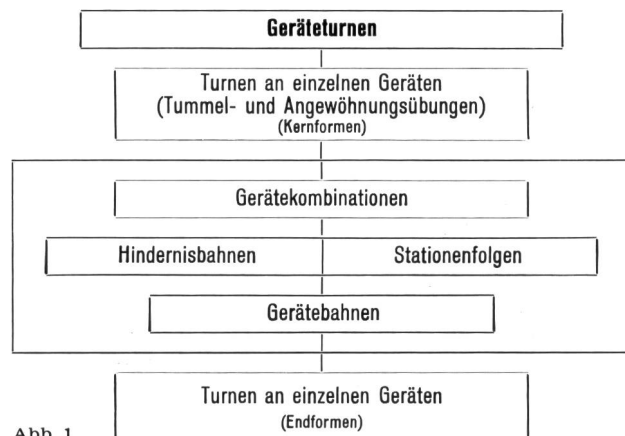 Geräteturnen
Turnen an einzelnen Geräten
(Tummel- und Angewöhnungsübungen)
(Kernformen)
Gerätekombinationen
Hindernisbahnen
Stationenfolgen
Gerätebahnen
Turnen an einzelnen Geräten
(Endformen)
Abb. 1